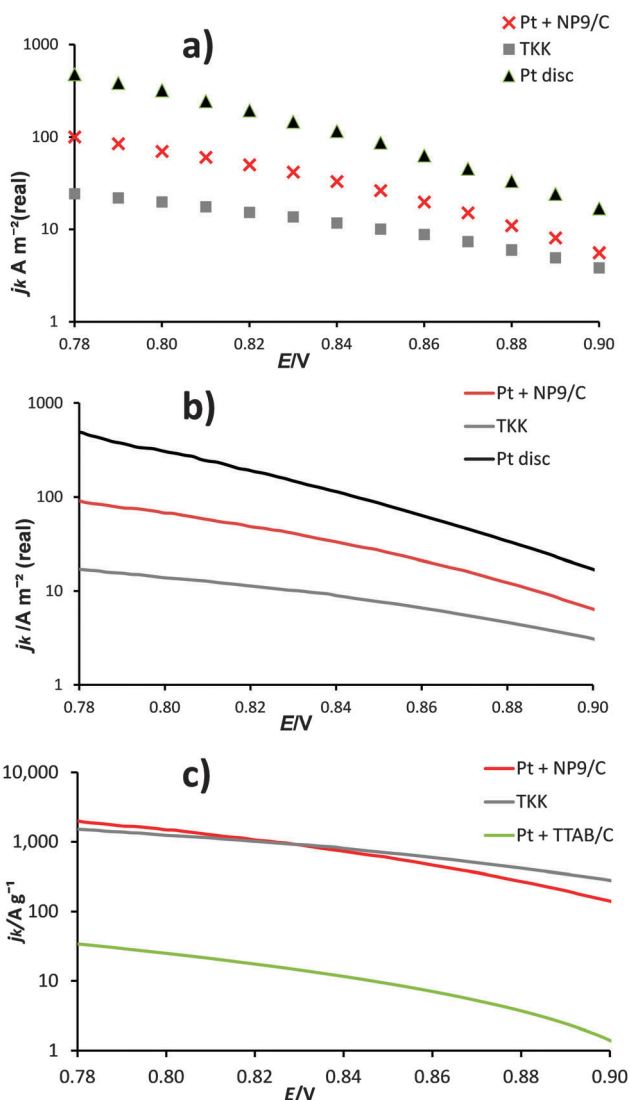 a)
Pt + NP9/C
TKK
Pt disc
jk A m⁻²(real)
1000
100
10
1
0.78 0.80 0.82 0.84 0.86 0.88 0.90
E/V
b)
Pt + NP9/C
TKK
Pt disc
jk /A m⁻² (real)
1000
100
10
1
0.78 0.80 0.82 0.84 0.86 0.88 0.90
E/V
c)
Pt + NP9/C
TKK
Pt + TTAB/C
jk/A g⁻¹
10,000
1,000
100
10
1
0.78 0.80 0.82 0.84 0.86 0.88 0.90
E/V